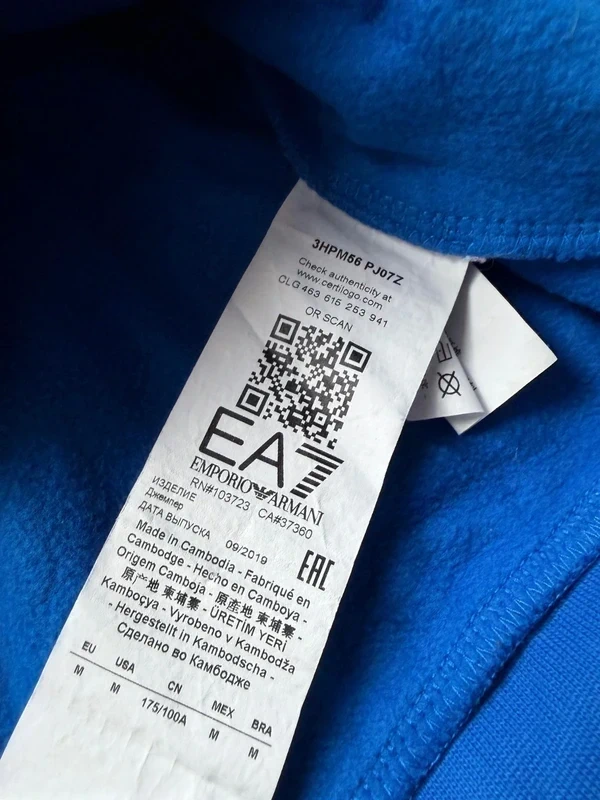 3HPM56 PJ07Z
Check authenticity at
www.certilogo.com
CLG 463 615 253 941
OR SCAN
EA7
EMPORIO ARMANI
RN#103723 CA#37360
ИЗДЕЛИЕ
Джемпер
ДАТА ВЫПУСКА 09/2019
EAC
Made in Cambodia - Fabriqué en
Cambodge - Hecho en Camboya -
Origem Camboja - 原産地 柬埔寨 -
原产地 柬埔寨 - ÜRETİM YERİ
Kamboçya - Vyrobeno v Kambodža
- Hergestellt in Kambodscha -
Сделано во Камбодже
EU USA CN MEX BRA
M M 175/100A M M